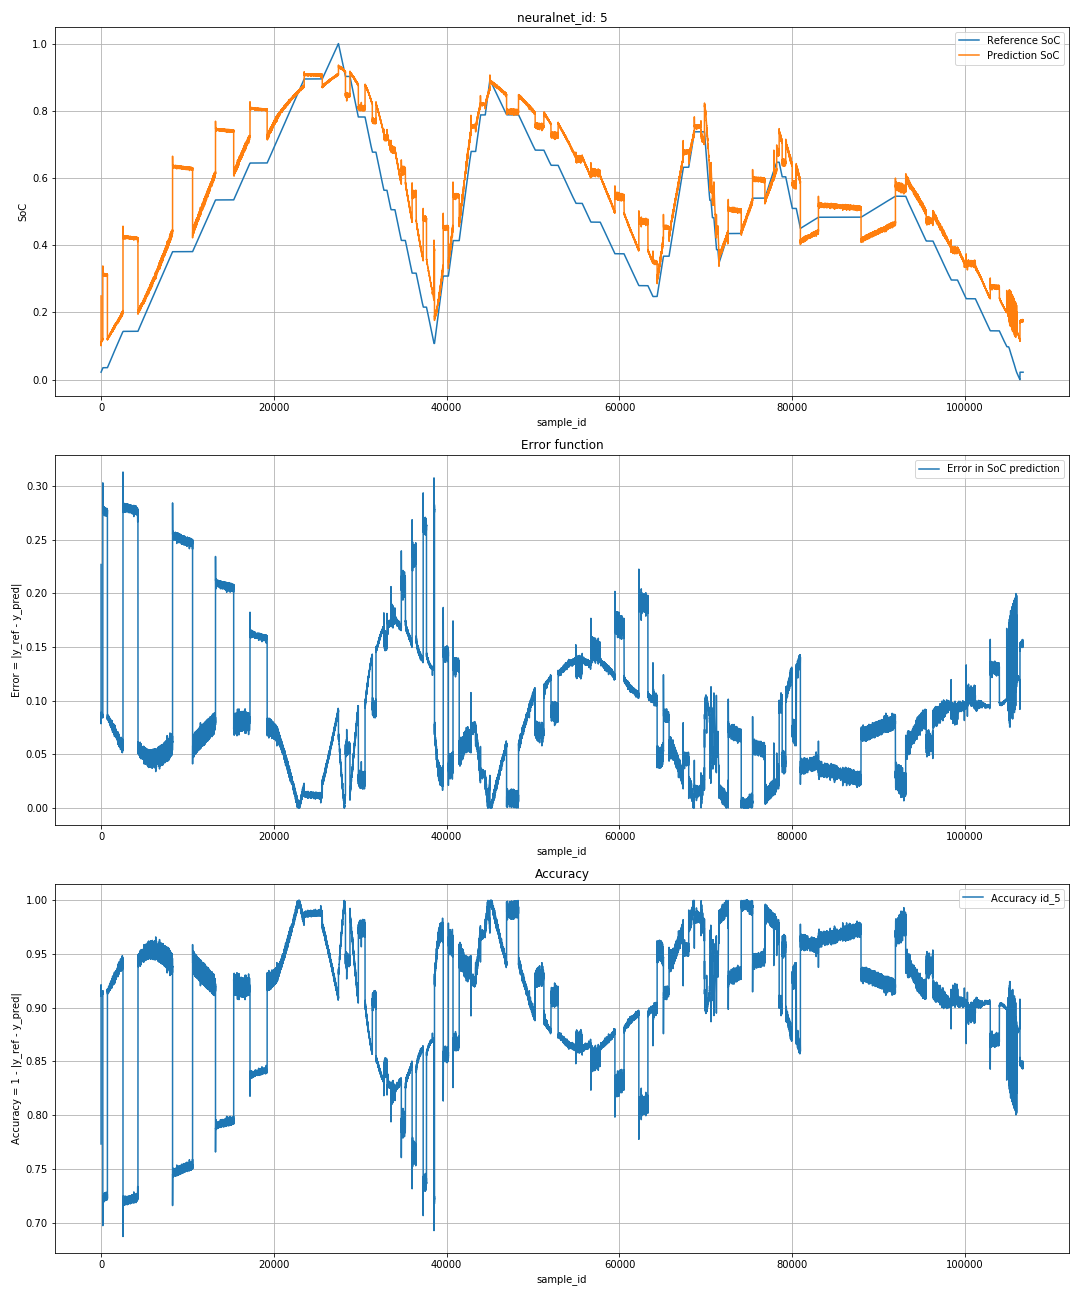 neuralnet_id: 5
Reference SoC
Prediction SoC
SoC
1.0
0.8
0.6
0.4
0.2
0.0
0 20000 40000 60000 80000 100000
sample_id
Error function
Error in SoC prediction
Error = |y_ref - y_pred|
0.30
0.25
0.20
0.15
0.10
0.05
0.00
0 20000 40000 60000 80000 100000
sample_id
Accuracy
Accuracy id_5
Accuracy = 1 - |y_ref - y_pred|
1.00
0.95
0.90
0.85
0.80
0.75
0.70
0 20000 40000 60000 80000 100000
sample_id